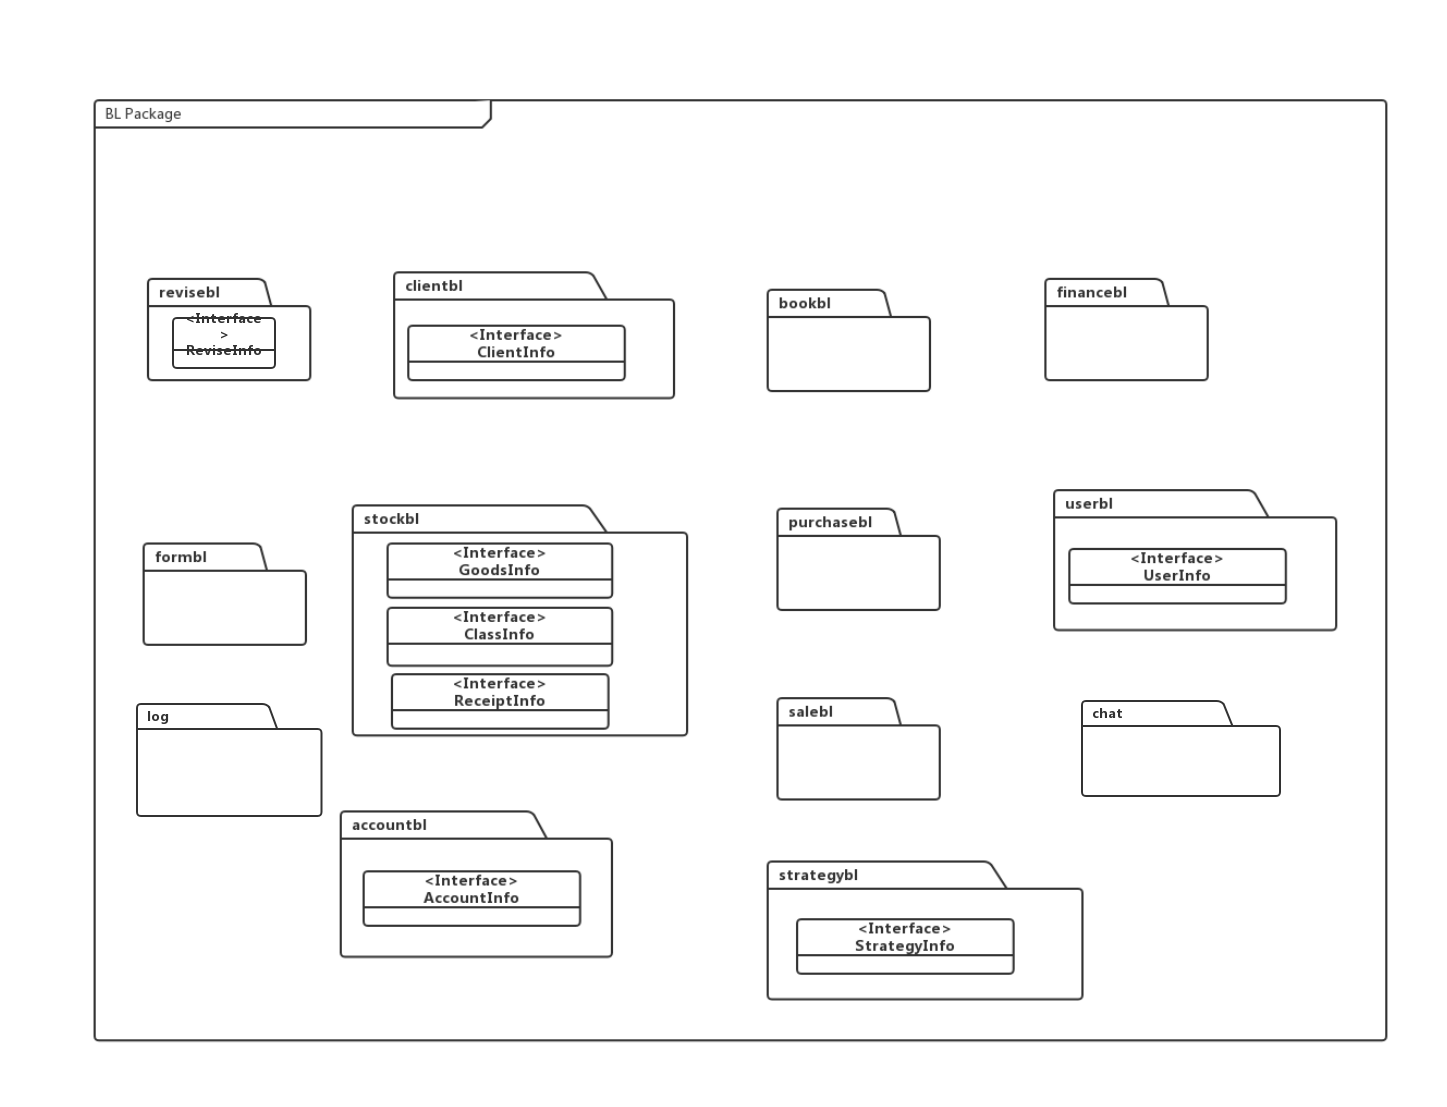 BL Package
revisebl
<Interface
>
ReviseInfo
clientbl
<Interface>
ClientInfo
bookbl
financebl
formbl
stockbl
<Interface>
GoodsInfo
<Interface>
ClassInfo
<Interface>
ReceiptInfo
purchasebl
userbl
<Interface>
UserInfo
log
salebl
chat
accountbl
<Interface>
AccountInfo
strategybl
<Interface>
StrategyInfo